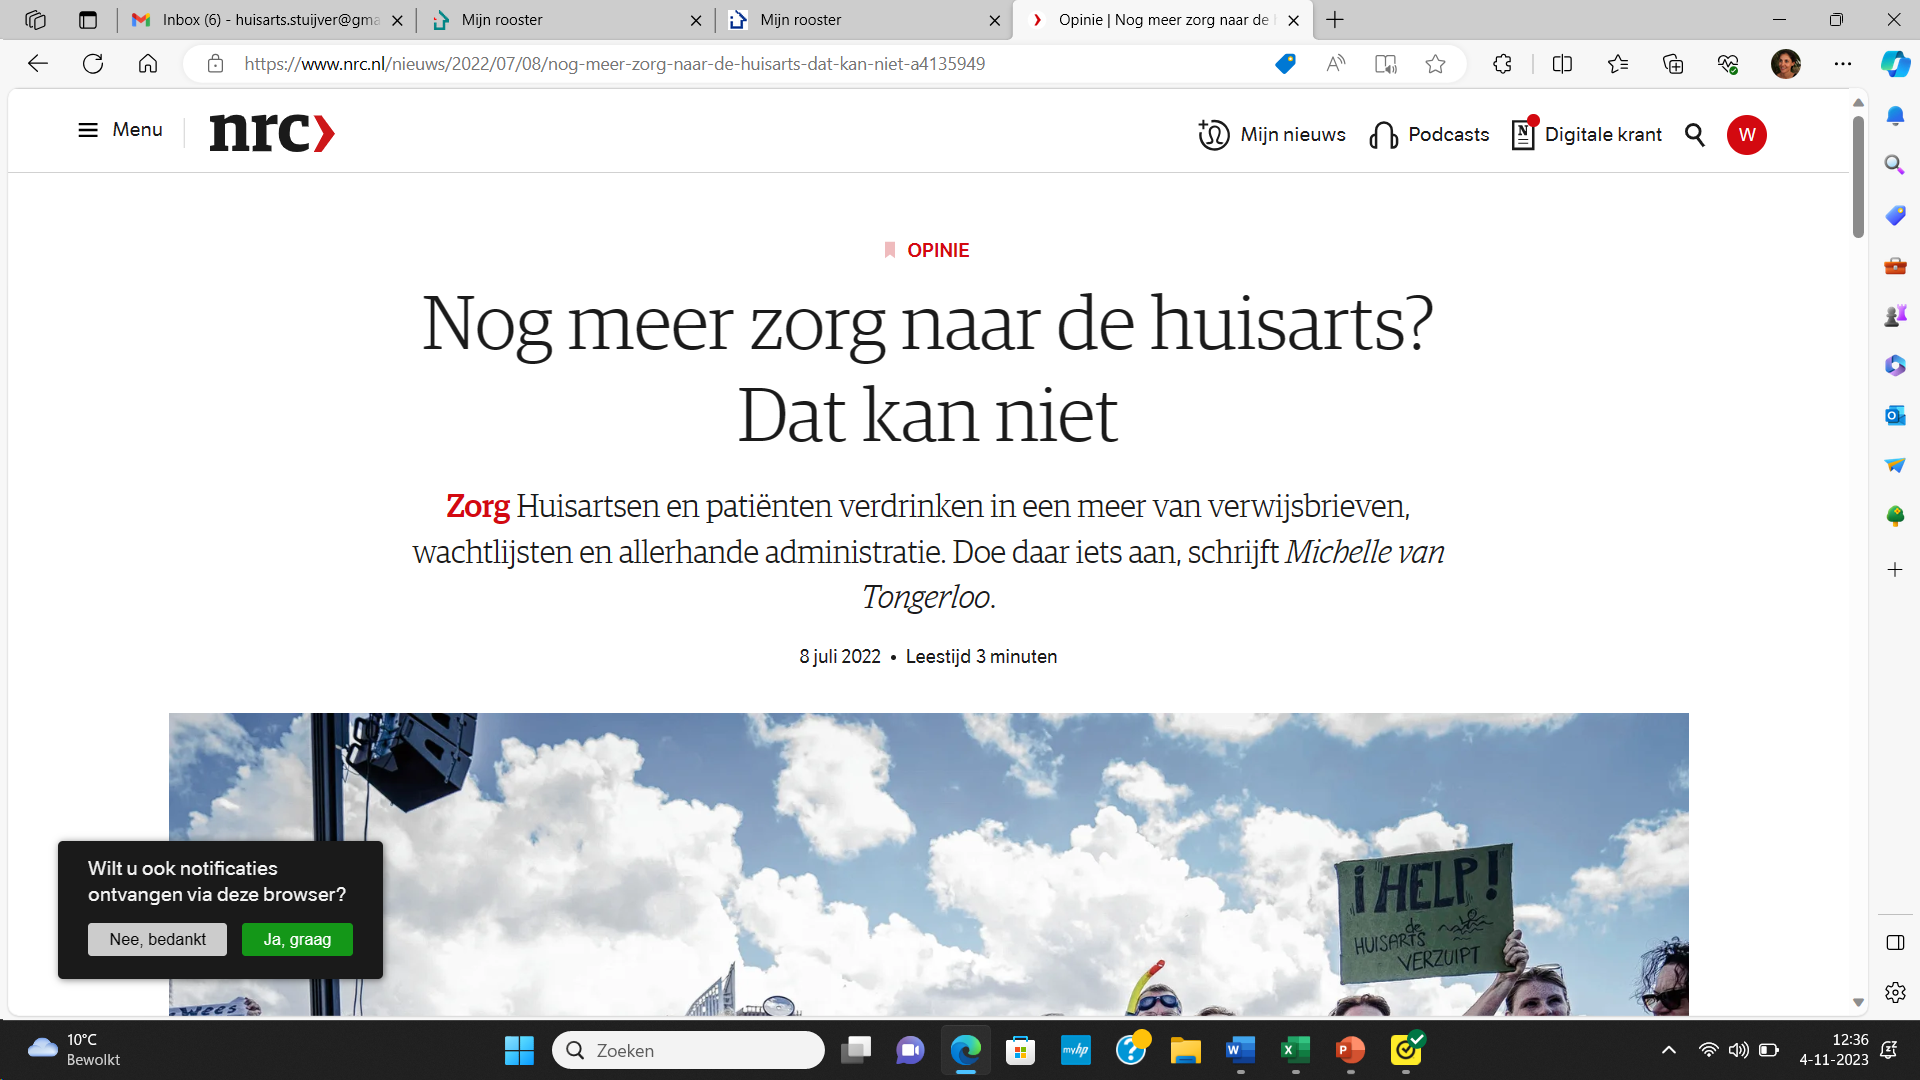 Inbox (6) - huisarts.stuijver@gma
Mijn rooster
Mijn rooster
Opinie | Nog meer zorg naar de h
https://www.nrc.nl/nieuws/2022/07/08/nog-meer-zorg-naar-de-huisarts-dat-kan-niet-a4135949
Menu
nrc
Mijn nieuws
Podcasts
N
Digitale krant
W
OPINIE
Nog meer zorg naar de huisarts?
Dat kan niet
Zorg Huisartsen en patiënten verdrinken in een meer van verwijsbrieven,
wachtlijsten en allerhande administratie. Doe daar iets aan, schrijft Michelle van
Tongerloo.
8 juli 2022 • Leestijd 3 minuten
¡HELP!
de
HUISARTS
VERZUIPT
Wilt u ook notificaties
ontvangen via deze browser?
Nee, bedankt
Ja, graag
10°C
Bewolkt
Zoeken
myhp
12:36
4-11-2023